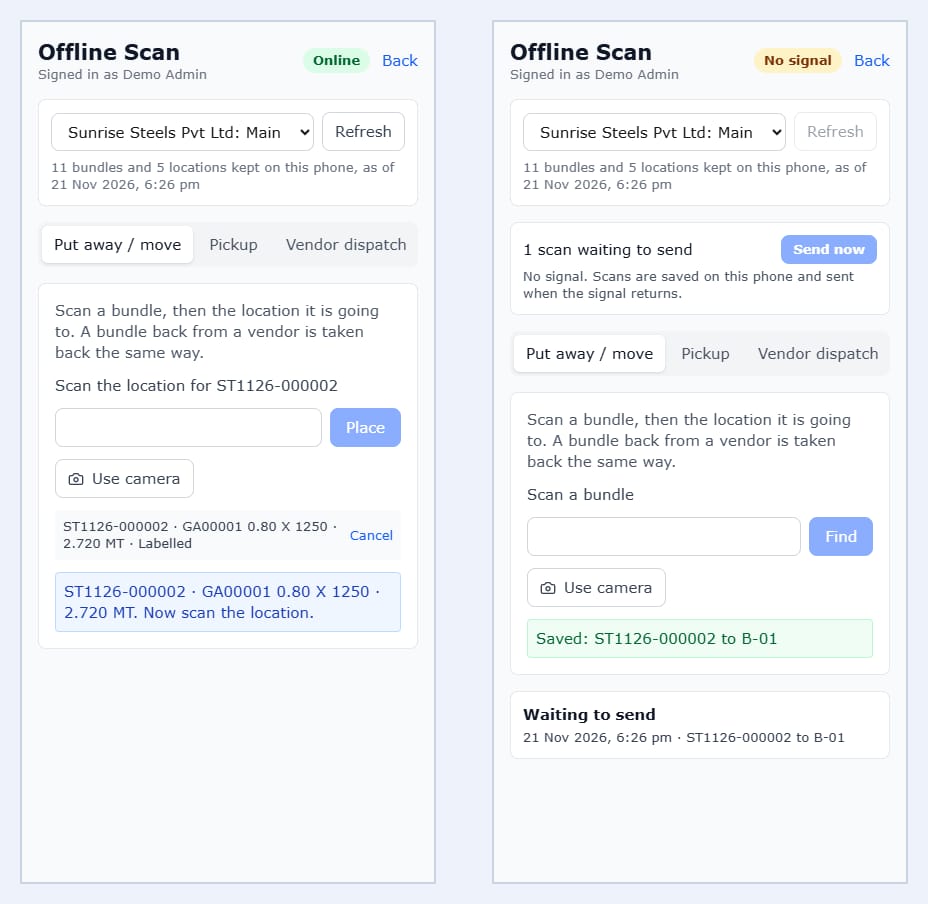 Offline Scan
Signed in as Demo Admin
Online
Back
Sunrise Steels Pvt Ltd: Main
Refresh
11 bundles and 5 locations kept on this phone, as of
21 Nov 2026, 6:26 pm
Put away / move
Pickup
Vendor dispatch
Scan a bundle, then the location it is going
to. A bundle back from a vendor is taken
back the same way.
Scan the location for ST1126-000002
Place
Use camera
ST1126-000002 · GA00001 0.80 X 1250 ·
2.720 MT · Labelled
Cancel
ST1126-000002 · GA00001 0.80 X 1250 ·
2.720 MT. Now scan the location.
Offline Scan
Signed in as Demo Admin
No signal
Back
Sunrise Steels Pvt Ltd: Main
Refresh
11 bundles and 5 locations kept on this phone, as of
21 Nov 2026, 6:26 pm
1 scan waiting to send
Send now
No signal. Scans are saved on this phone and sent
when the signal returns.
Put away / move
Pickup
Vendor dispatch
Scan a bundle, then the location it is going
to. A bundle back from a vendor is taken
back the same way.
Scan a bundle
Find
Use camera
Saved: ST1126-000002 to B-01
Waiting to send
21 Nov 2026, 6:26 pm · ST1126-000002 to B-01